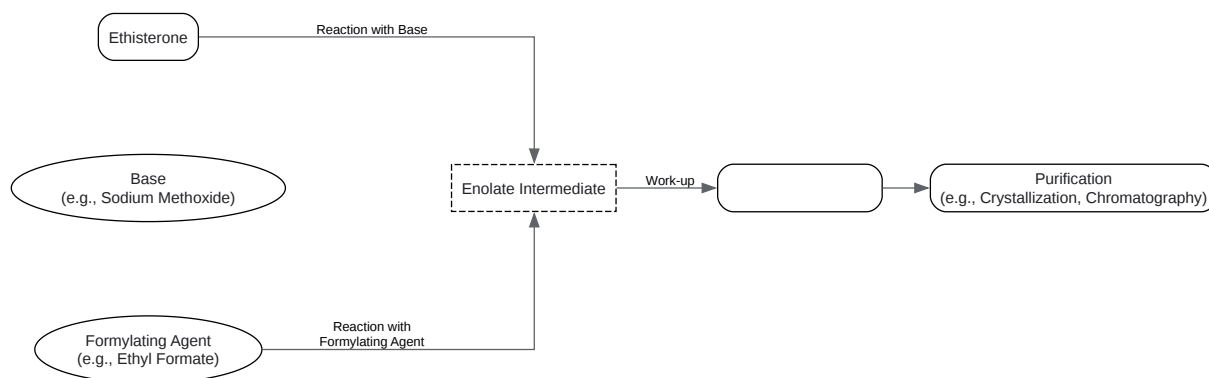 Ethisterone
Reaction with Base
Base
(e.g., Sodium Methoxide)
Enolate Intermediate
Work-up
Purification
(e.g., Crystallization, Chromatography)
Formylating Agent
(e.g., Ethyl Formate)
Reaction with
Formylating Agent